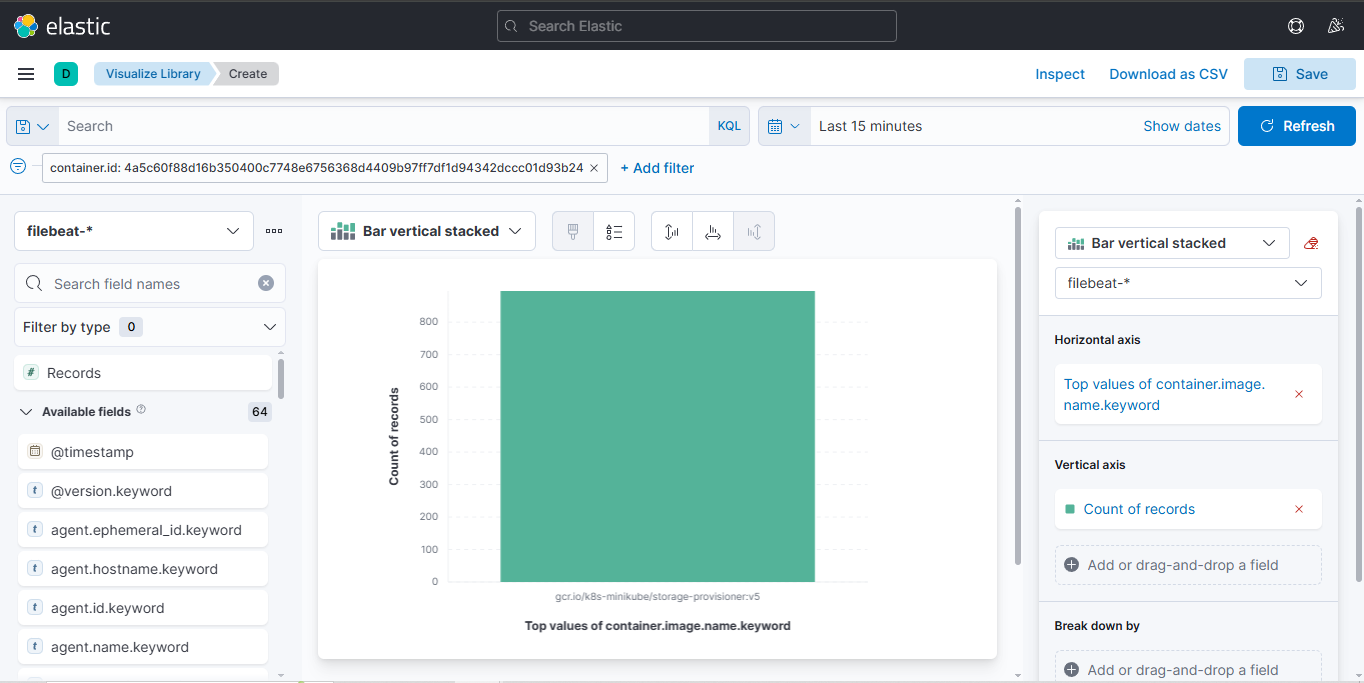 elastic
Search Elastic
D
Visualize Library
Create
Inspect
Download as CSV
Save
Search
KQL
Last 15 minutes
Show dates
Refresh
container.id: 4a5c60f88d16b350400c7748e6756368d4409b97ff7df1d94342dccc01d93b24 ×
+ Add filter
filebeat-*
Search field names
Filter by type 0
# Records
Available fields 64
@timestamp
t @version.keyword
t agent.ephemeral_id.keyword
t agent.hostname.keyword
t agent.id.keyword
t agent.name.keyword
Bar vertical stacked
Count of records
800
700
600
500
400
300
200
100
0
gcr.io/k8s-minikube/storage-provisioner:v5
Top values of container.image.name.keyword
Bar vertical stacked
filebeat-*
Horizontal axis
Top values of container.image.
name.keyword
Vertical axis
Count of records
Add or drag-and-drop a field
Break down by
Add or drag-and-drop a field